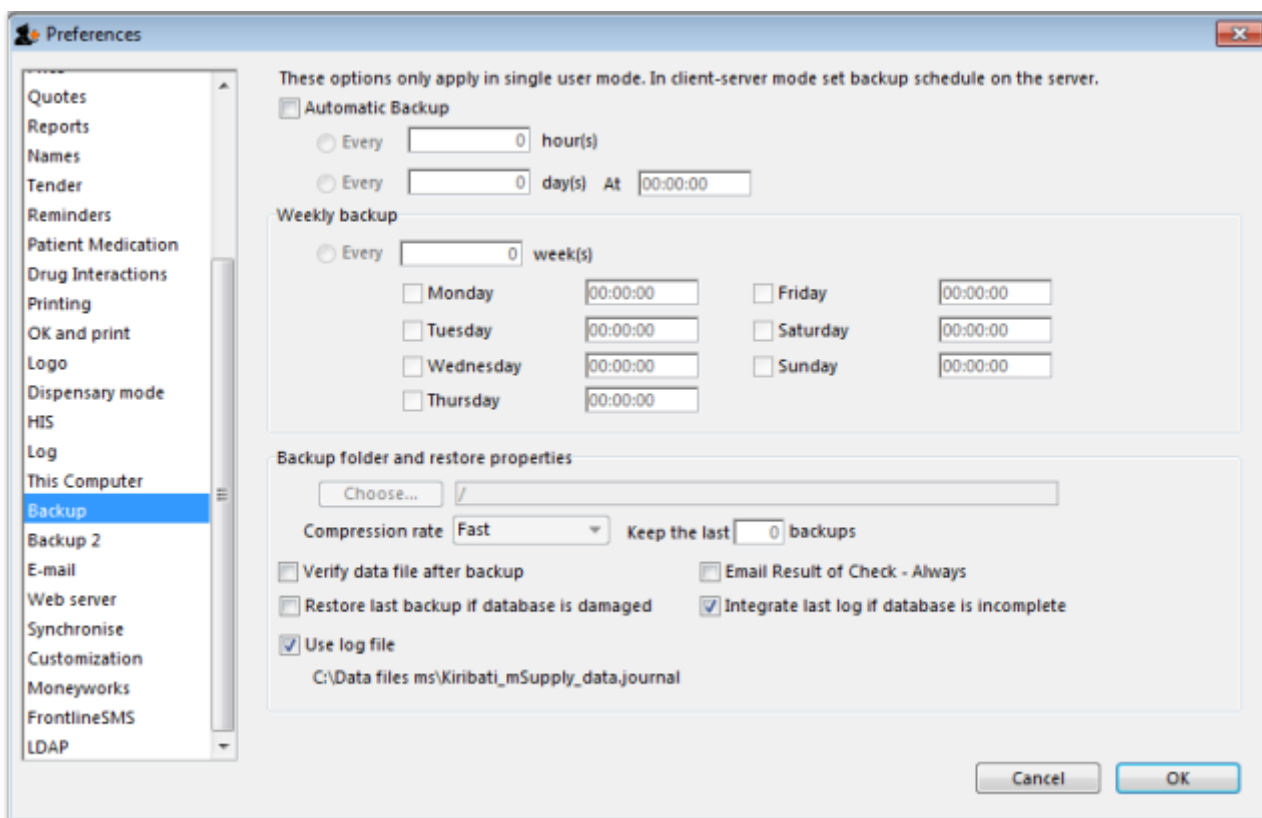 Preferences
Quotes
Reports
Names
Tender
Reminders
Patient Medication
Drug Interactions
Printing
OK and print
Logo
Dispensary mode
HIS
Log
This Computer
Backup
Backup 2
E-mail
Web server
Synchronise
Customization
Moneyworks
FrontlineSMS
LDAP
These options only apply in single user mode. In client-server mode set backup schedule on the server.
Automatic Backup
Every 0 hour(s)
Every 0 day(s) At 00:00:00
Weekly backup
Every 0 week(s)
Monday 00:00:00 Friday 00:00:00
Tuesday 00:00:00 Saturday 00:00:00
Wednesday 00:00:00 Sunday 00:00:00
Thursday 00:00:00
Backup folder and restore properties
Choose... /
Compression rate Fast Keep the last 0 backups
Verify data file after backup Email Result of Check - Always
Restore last backup if database is damaged Integrate last log if database is incomplete
Use log file
C:\Data files ms\Kiribati_mSupply_data.journal
Cancel OK